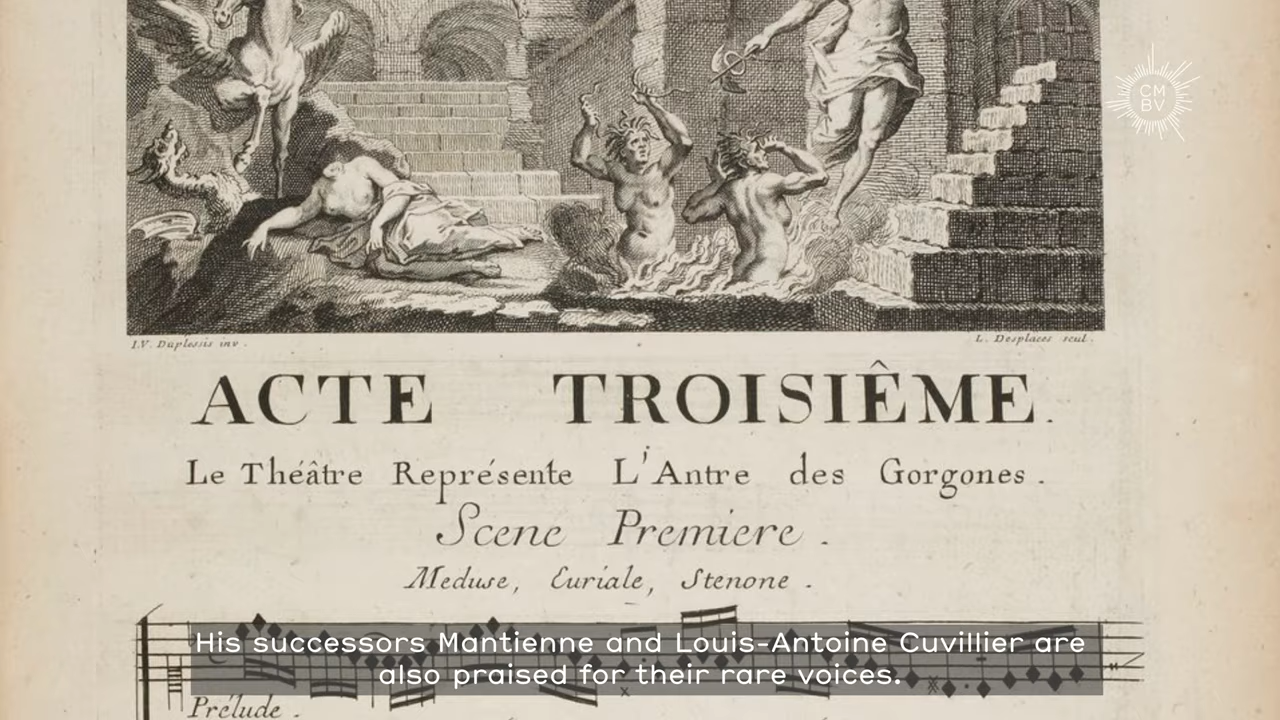 CM
BV
I.V. Duplessis inv.
L. Desplaces scul.
ACTE TROISIÊME.
Le Théâtre Représente L'Antre des Gorgones.
Scene Premiere.
Meduse, Euriale, Stenone.
His successors Mantienne and Louis-Antoine Cuvillier are
also praised for their rare voices.
Prélude.